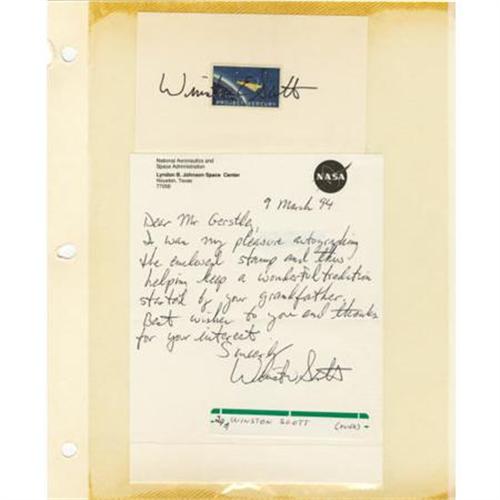 Winston E Scott
PROJECT MERCURY
National Aeronautics and
Space Administration
Lyndon B. Johnson Space Center
Houston, Texas
77058
NASA
9 March 94
Dear Mr Gerstle,
It was my pleasure autographing
the enclosed stamp and thus
helping keep a wonderful tradition
started by your grandfather.
Best wishes to you and thanks
for your interest
Sincerely
Winston Scott
WINSTON SCOTT